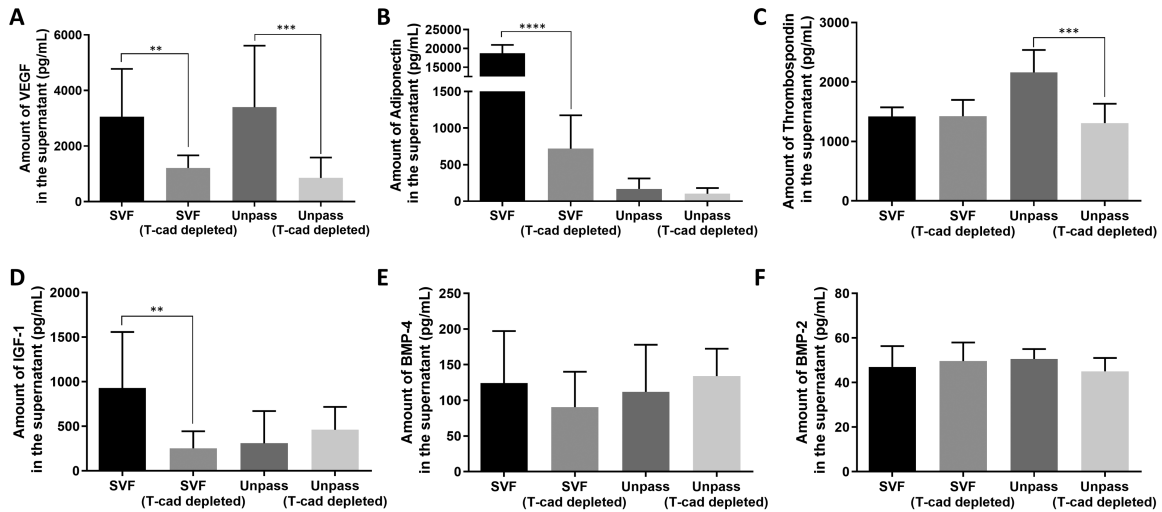 A
Amount of VEGF
in the supernatant (pg/mL)
6000
4000
2000
0
**
***
SVF
SVF
(T-cad depleted)
Unpass
Unpass
(T-cad depleted)
B
Amount of Adiponectin
in the supernatant (pg/mL)
25000
20000
15000
1500
1000
500
0
****
SVF
SVF
(T-cad depleted)
Unpass
Unpass
(T-cad depleted)
C
Amount of Thrombospondin
in the supernatant (pg/mL)
3000
2000
1000
0
***
SVF
SVF
(T-cad depleted)
Unpass
Unpass
(T-cad depleted)
D
Amount of IGF-1
in the supernatant (pg/mL)
2000
1500
1000
500
0
**
SVF
SVF
(T-cad depleted)
Unpass
Unpass
(T-cad depleted)
E
Amount of BMP-4
in the supernatant (pg/mL)
250
200
150
100
50
0
SVF
SVF
(T-cad depleted)
Unpass
Unpass
(T-cad depleted)
F
Amount of BMP-2
in the supernatant (pg/mL)
80
60
40
20
0
SVF
SVF
(T-cad depleted)
Unpass
Unpass
(T-cad depleted)